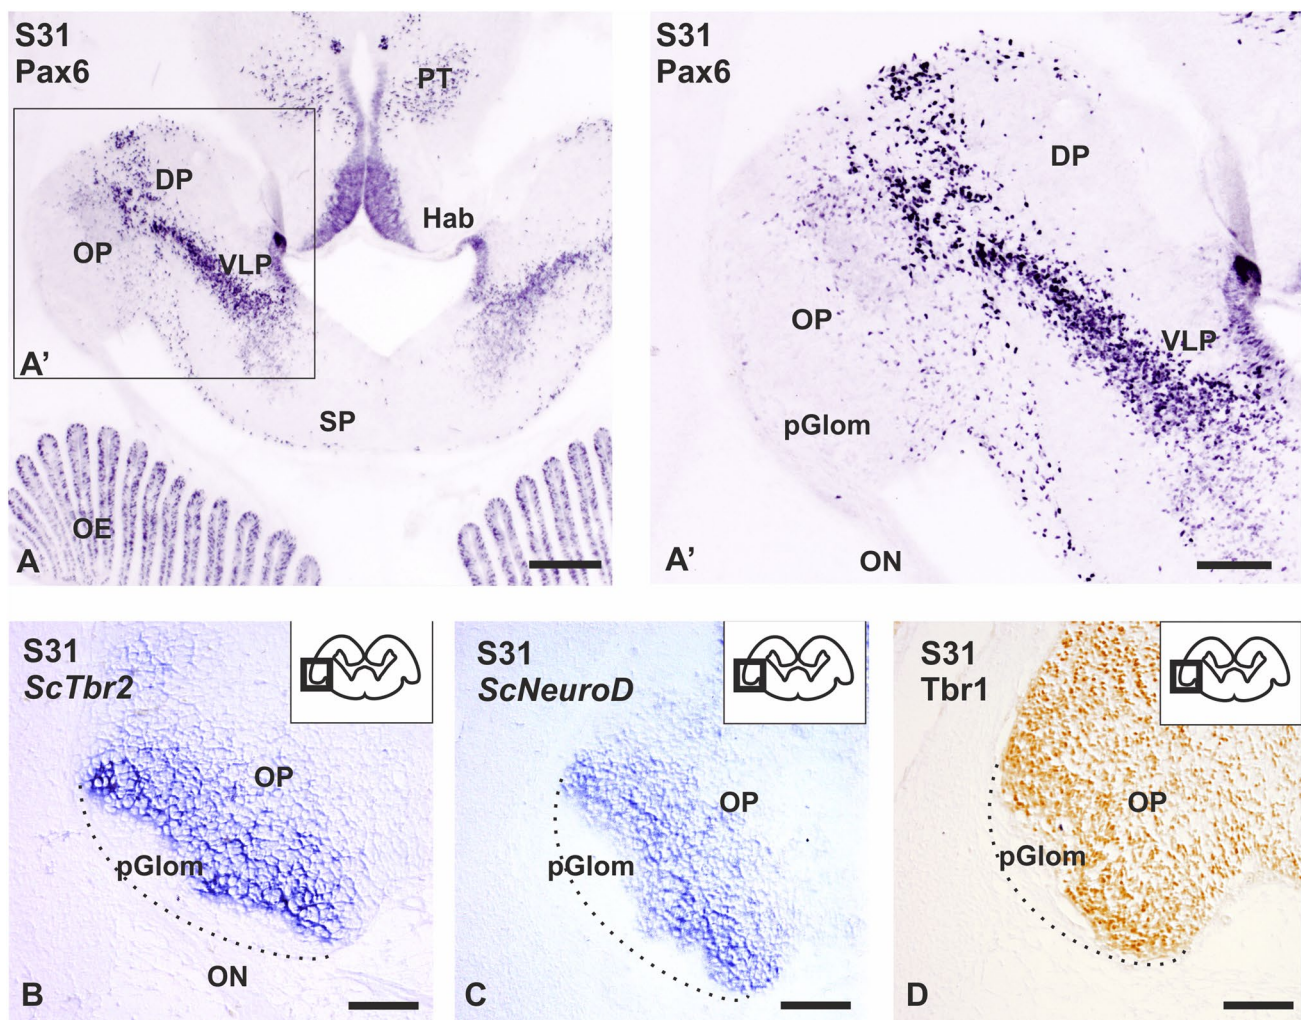 S31
Pax6
PT
DP
Hab
OP
VLP
A’
SP
OE
A
S31
Pax6
DP
OP
VLP
pGlom
ON
A’
S31
ScTbr2
OP
pGlom
ON
B
S31
ScNeuroD
OP
pGlom
C
S31
Tbr1
OP
pGlom
D